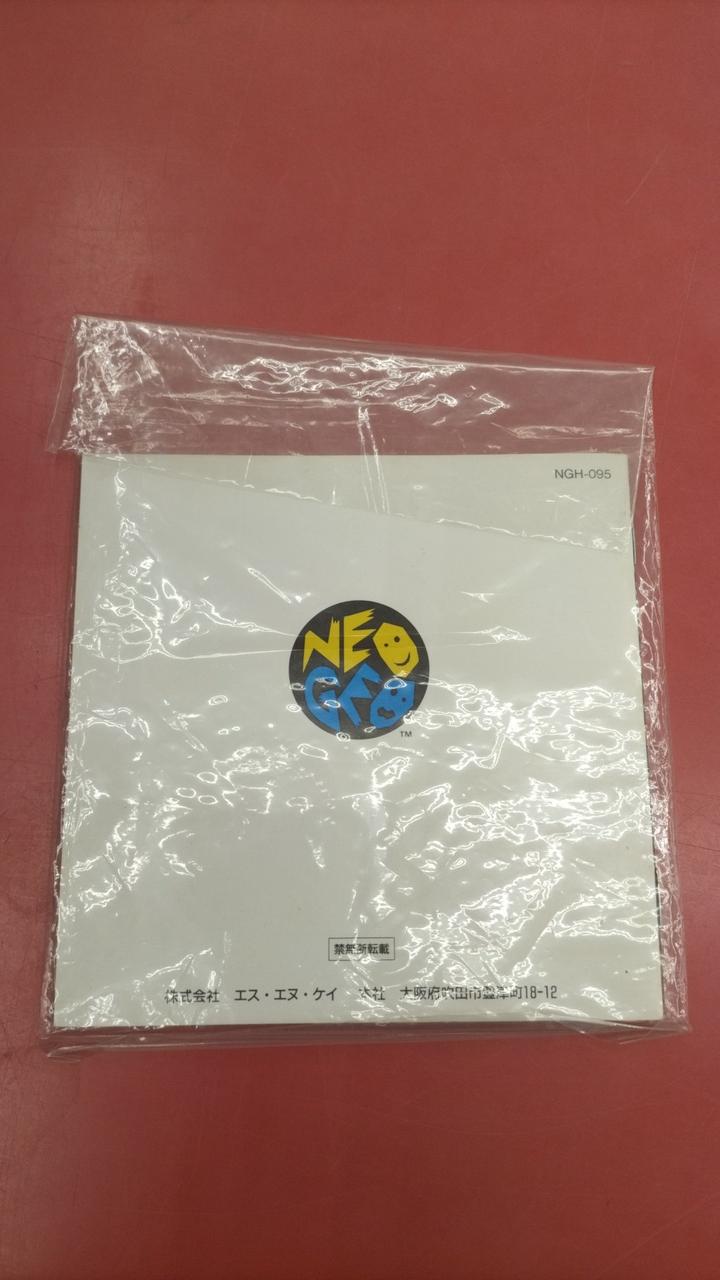 NGH-095
NEO
GEO
TM
禁無断転載
株式会社 エス・エヌ・ケイ 本社 大阪府吹田市豊津町18-12